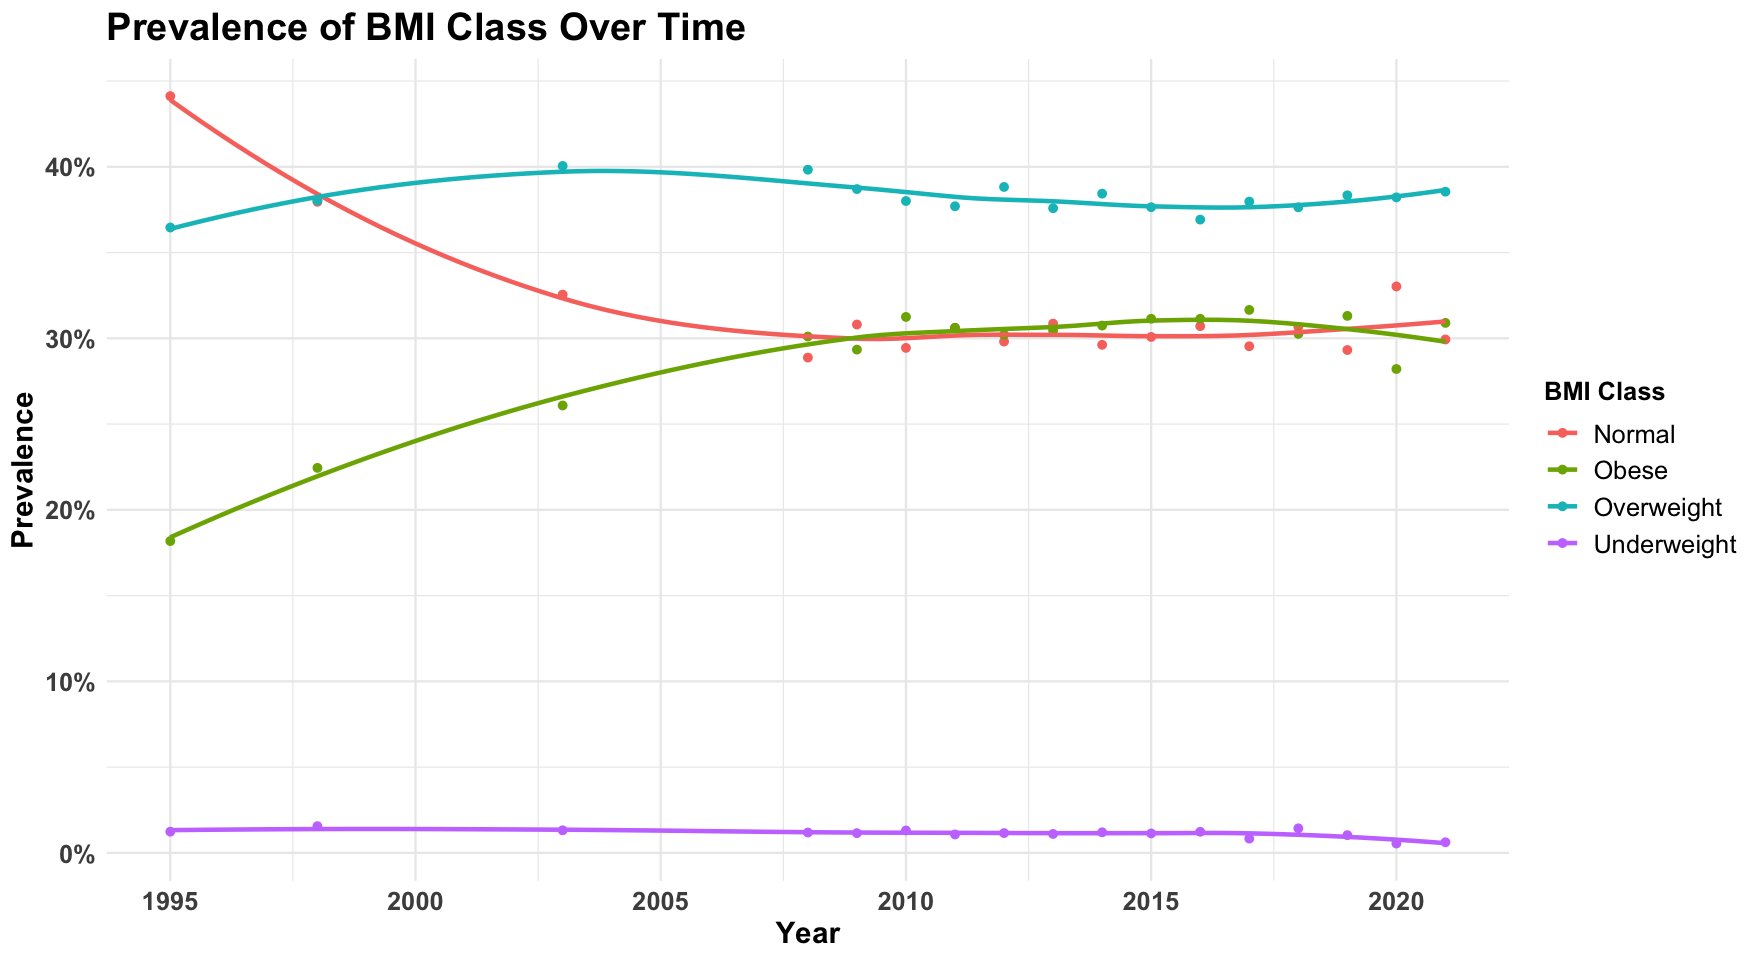 Prevalence of BMI Class Over Time
Prevalence
40%
30%
20%
10%
0%
1995 2000 2005 2010 2015 2020
Year
BMI Class
Normal
Obese
Overweight
Underweight